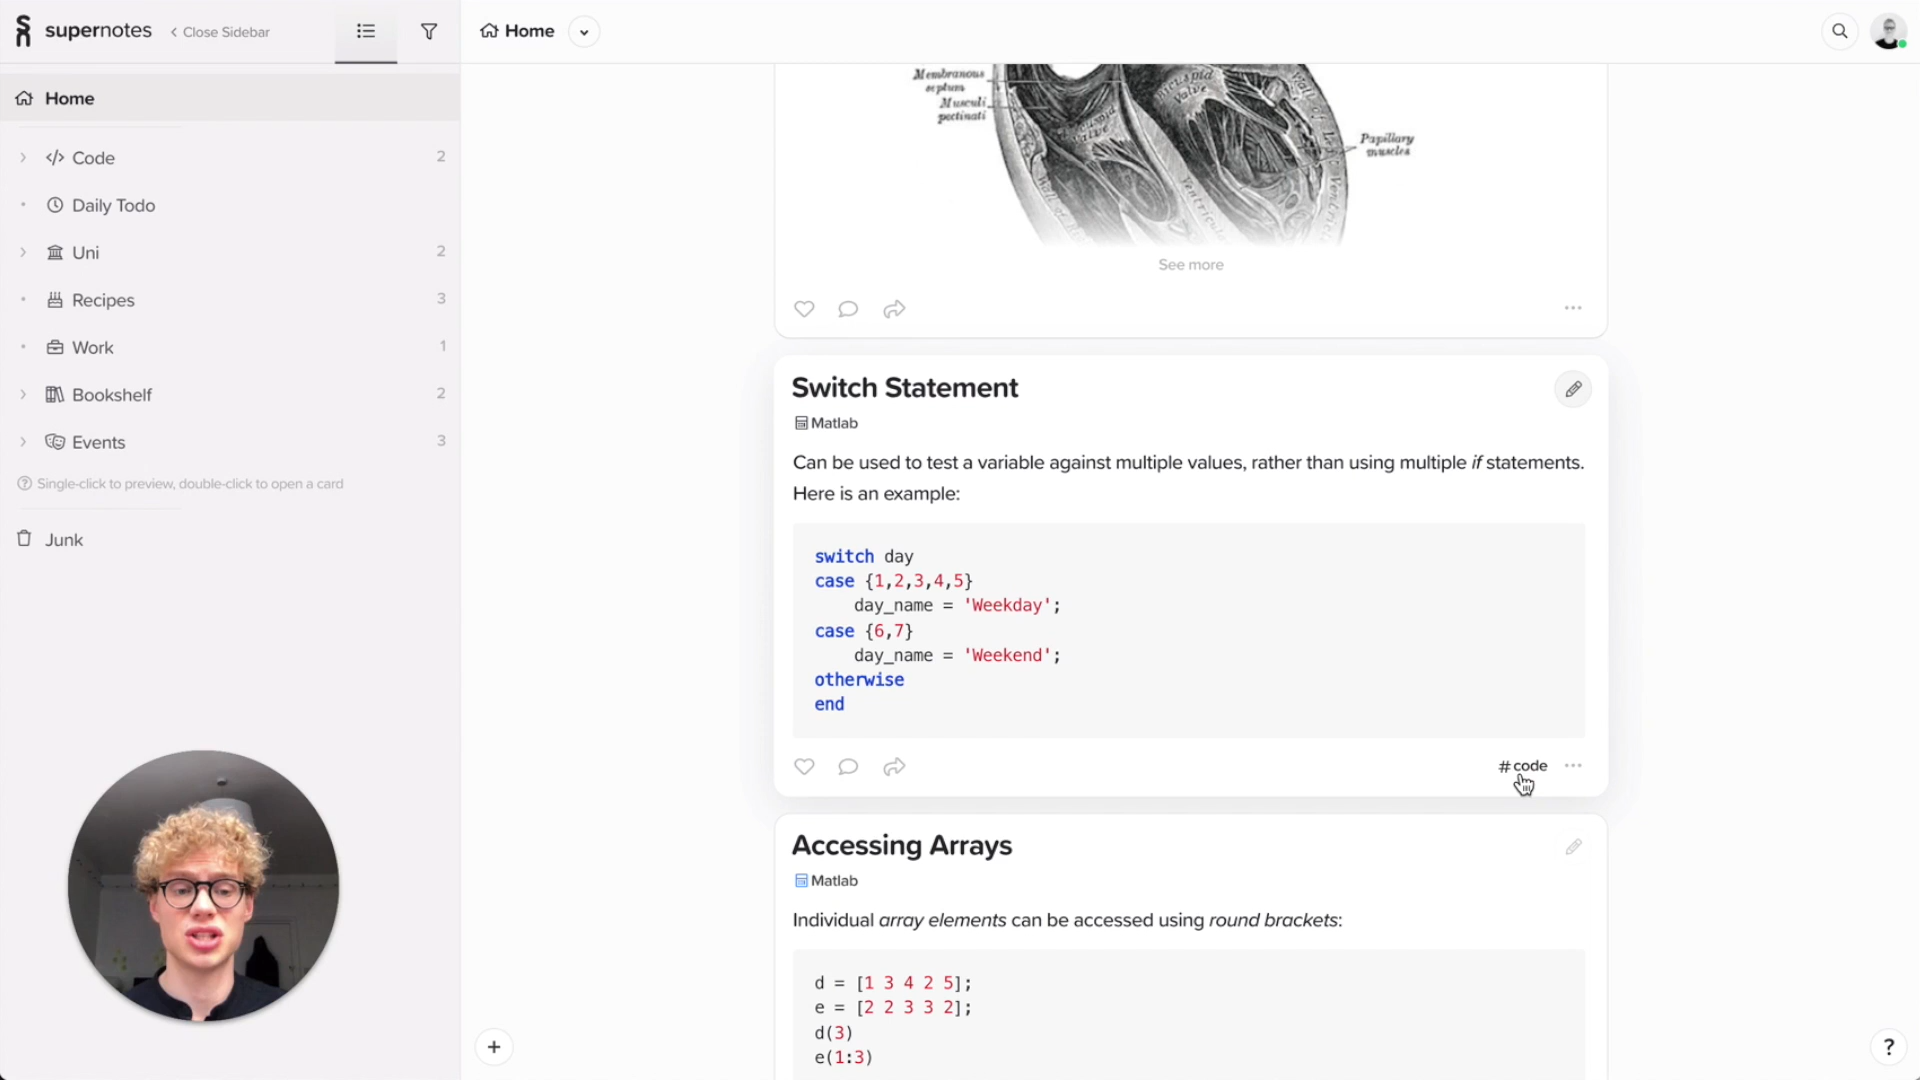 supernotes
Close Sidebar
Home
Home
Code
2
Daily Todo
Uni
2
Recipes
3
Work
1
Bookshelf
2
Events
3
Single-click to preview, double-click to open a card
Junk
Membranous
septum
Musculi
pectinati
Papillary
muscles
See more
Switch Statement
Matlab
Can be used to test a variable against multiple values, rather than using multiple if statements.
Here is an example:
switch day
case {1,2,3,4,5}
day_name = 'Weekday';
case {6,7}
day_name = 'Weekend';
otherwise
end
# code
Accessing Arrays
Matlab
Individual array elements can be accessed using round brackets:
d = [1 3 4 2 5];
e = [2 2 3 3 2];
d(3)
e(1:3)
+
?